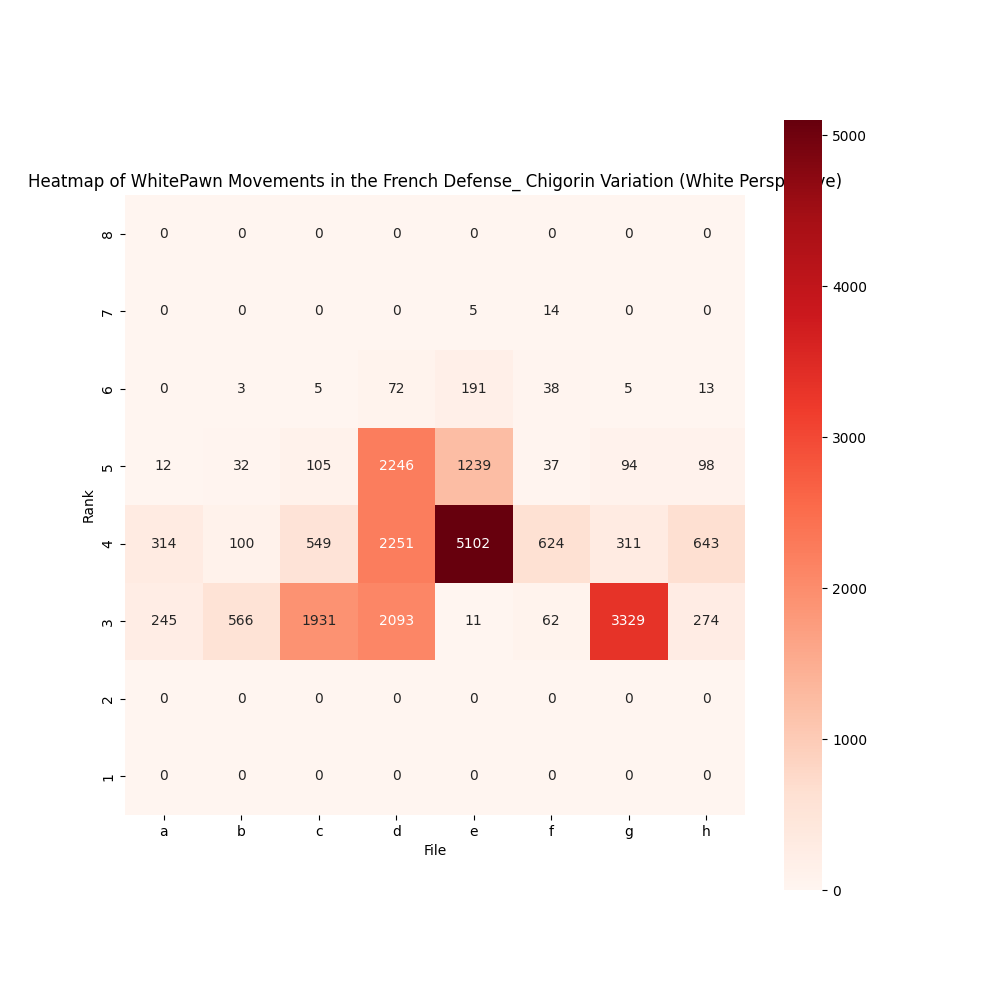 Heatmap of WhitePawn Movements in the French Defense_ Chigorin Variation (White Persp ve)
8 0 0 0 0 0 0 0 0
7 0 0 0 0 5 14 0 0
6 0 3 5 72 191 38 5 13
5 12 32 105 2246 1239 37 94 98
4 314 100 549 2251 5102 624 311 643
3 245 566 1931 2093 11 62 3329 274
2 0 0 0 0 0 0 0 0
1 0 0 0 0 0 0 0 0
a b c d e f g h
File
Rank
5000
4000
3000
2000
1000
0